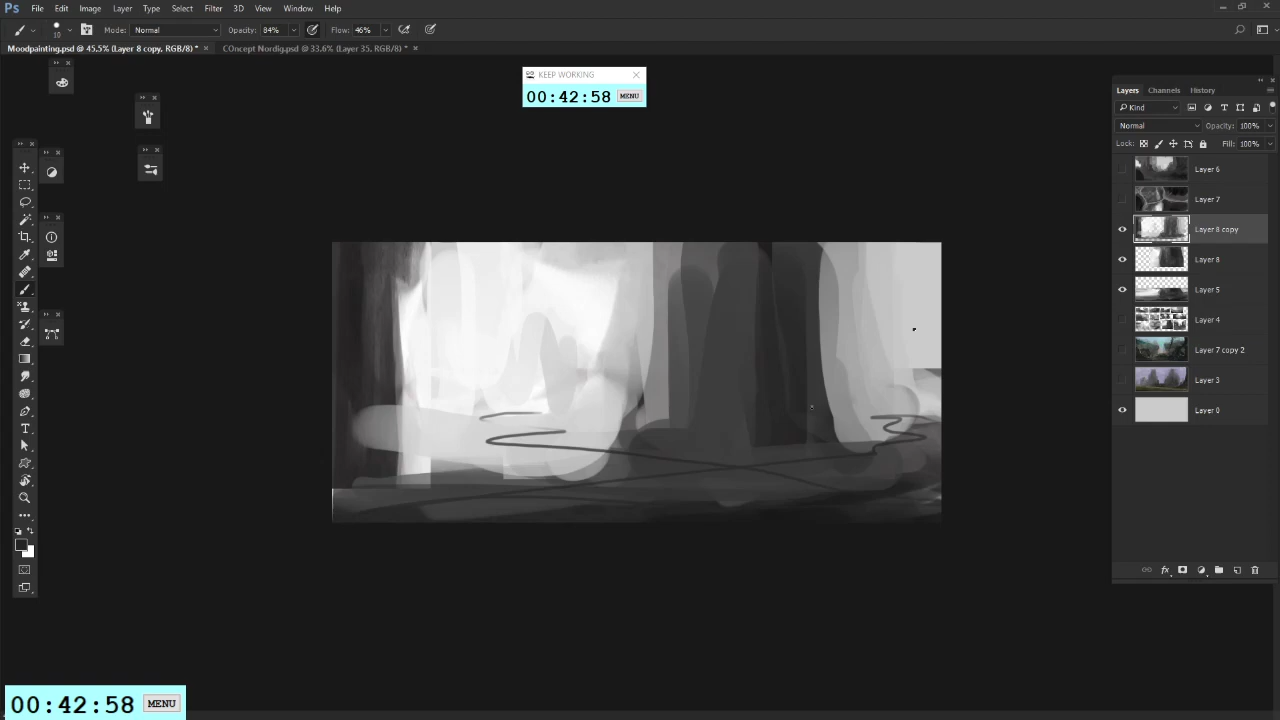 Ps File Edit Image Layer Type Select Filter 3D View Window Help
10 Mode: Normal Opacity: 84% Flow: 46%
Moodpainting.psd @ 45.5% (Layer 8 copy, RGB/8) * × COncept Nordig.psd @ 33.6% (Layer 35, RGB/8) * ×
KEEP WORKING
00:42:58 MENU
Layers Channels History
Kind
Normal Opacity: 100%
Lock: Fill: 100%
Layer 6
Layer 7
Layer 8 copy
Layer 8
Layer 5
Layer 4
Layer 7 copy 2
Layer 3
Layer 0
fx
00:42:58 MENU